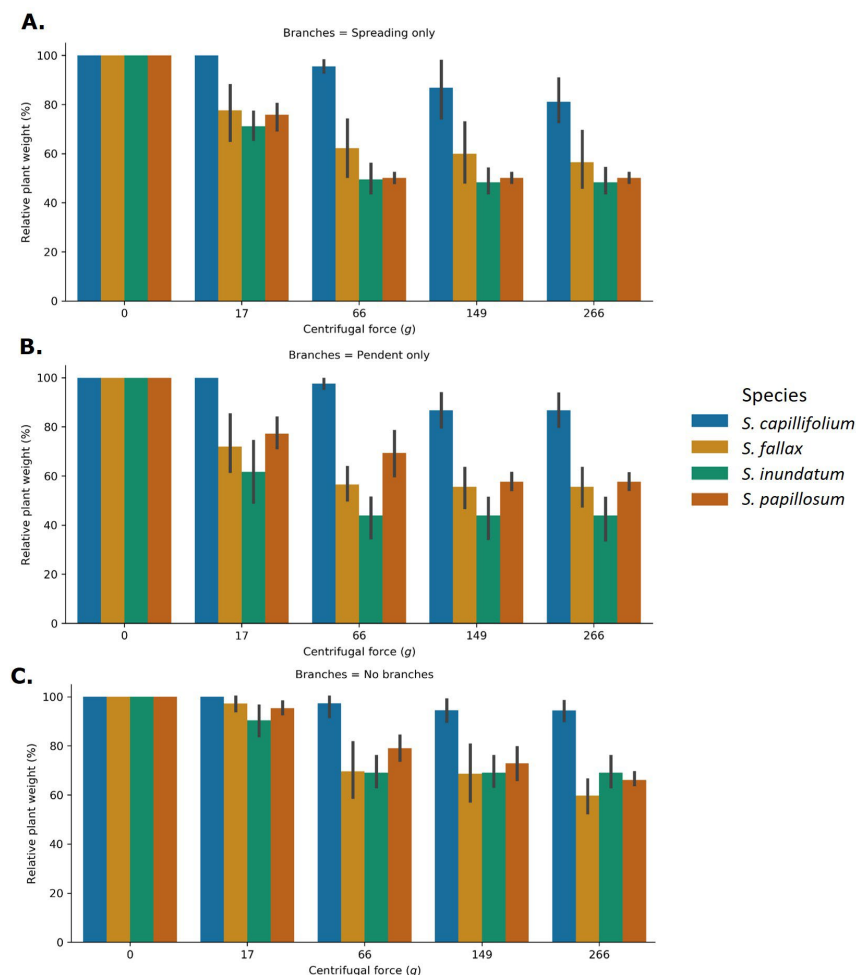 A.
Branches = Spreading only
Relative plant weight (%)
100
80
60
40
20
0
0 17 66 149 266
Centrifugal force (g)
B.
Branches = Pendent only
Relative plant weight (%)
100
80
60
40
20
0
0 17 66 149 266
Centrifugal force (g)
Species
S. capillifolium
S. fallax
S. inundatum
S. papillosum
C.
Branches = No branches
Relative plant weight (%)
100
80
60
40
20
0
0 17 66 149 266
Centrifugal force (g)